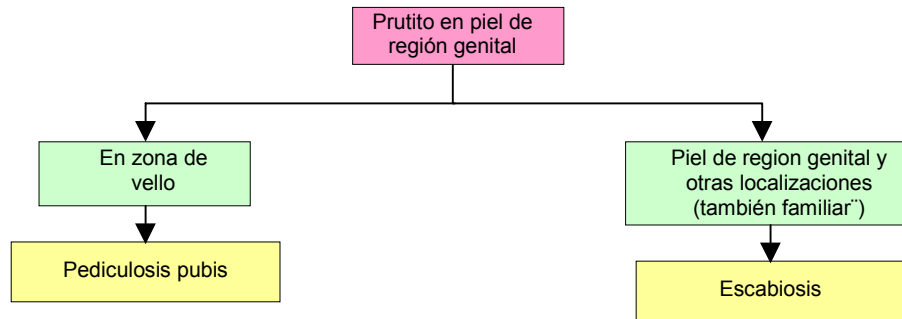 Prutito en piel de
región genital
En zona de
vello
Piel de region genital y
otras localizaciones
(también familiar¨)
Pediculosis pubis
Escabiosis